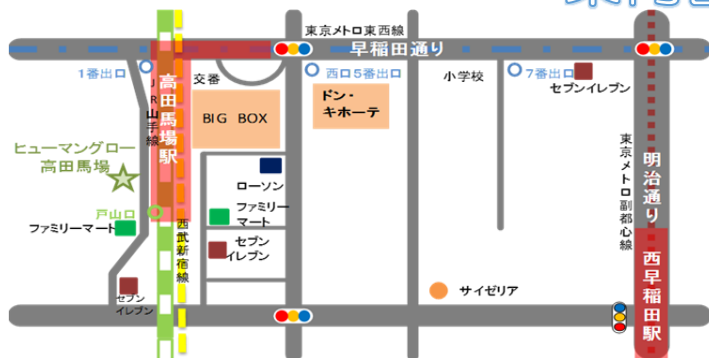 東京メトロ東西線
早稲田通り
1番出口
交番
西口5番出口
小学校
7番出口
セブンイレブン
高田馬場駅
JR山手線
BIG BOX
ドン・
キホーテ
ヒューマングロー
高田馬場
ローソン
戸山口
ファミリーマート
ファミリー
マート
セブン
イレブン
西武新宿線
東京メトロ副都心線
明治通り
西早稲田駅
セブン
イレブン
サイゼリア